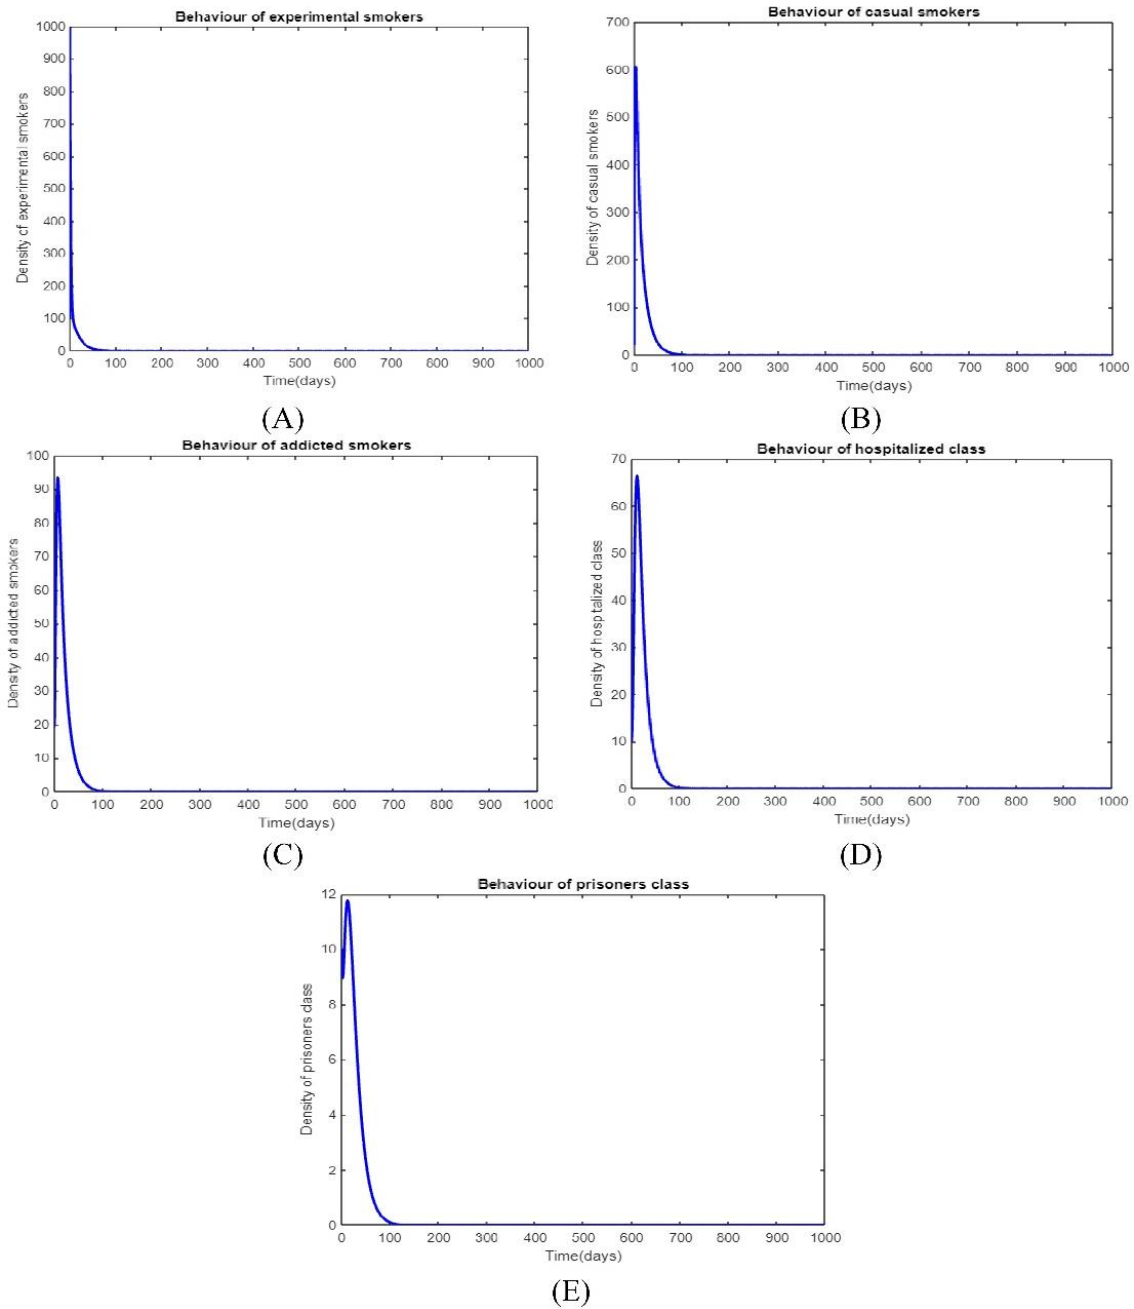 Behaviour of experimental smokers
Density of experimental smokers
1000
900
800
700
600
500
400
300
200
100
0
0 100 200 300 400 500 600 700 800 900 1000
Time(days)
(A)
Behaviour of casual smokers
Density of casual smokers
700
600
500
400
300
200
100
0
0 100 200 300 400 500 600 700 800 900 1000
Time(days)
(B)
Behaviour of addicted smokers
Density of addicted smokers
100
90
80
70
60
50
40
30
20
10
0
0 100 200 300 400 500 600 700 800 900 1000
Time(days)
(C)
Behaviour of hospitalized class
Density of hospitalized class
70
60
50
40
30
20
10
0
0 100 200 300 400 500 600 700 800 900 1000
Time(days)
(D)
Behaviour of prisoners class
Density of prisoners class
12
10
8
6
4
2
0
0 100 200 300 400 500 600 700 800 900 1000
Time(days)
(E)